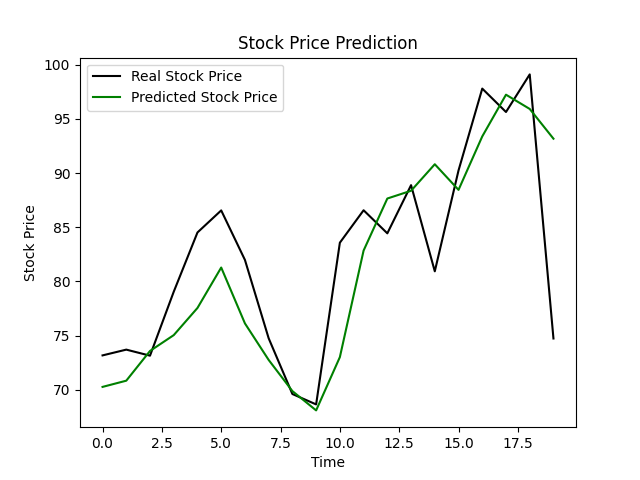 Stock Price Prediction
Real Stock Price
Predicted Stock Price
Stock Price
100
95
90
85
80
75
70
0.0 2.5 5.0 7.5 10.0 12.5 15.0 17.5
Time